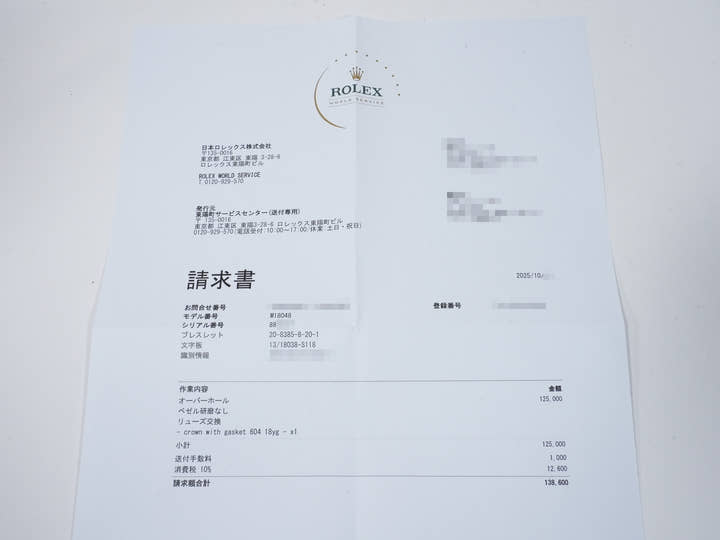 ROLEX
WORLD SERVICE
日本ロレックス株式会社
〒135-0016
東京都 江東区 東陽 3-28-6
ロレックス東陽町ビル
ROLEX WORLD SERVICE
T 0120-929-570
発行元
東陽町サービスセンター(送付専用)
〒 135-0016
東京都 江東区 東陽3-28-6 ロレックス東陽町ビル
0120-929-570(電話受付:10:00～17:00/休業 土日・祝日)
請求書
2025/10/
お問合せ番号
登録番号
モデル番号 M18048
シリアル番号 88
ブレスレット 20-8385-8-20-1
文字板 13/18038-S118
識別情報
作業内容 金額
オーバーホール 125,000
ベゼル研磨なし
リューズ交換
- crown with gasket 604 18yg - x1
小計 125,000
送付手数料 1,000
消費税 10% 12,600
請求額合計 138,600